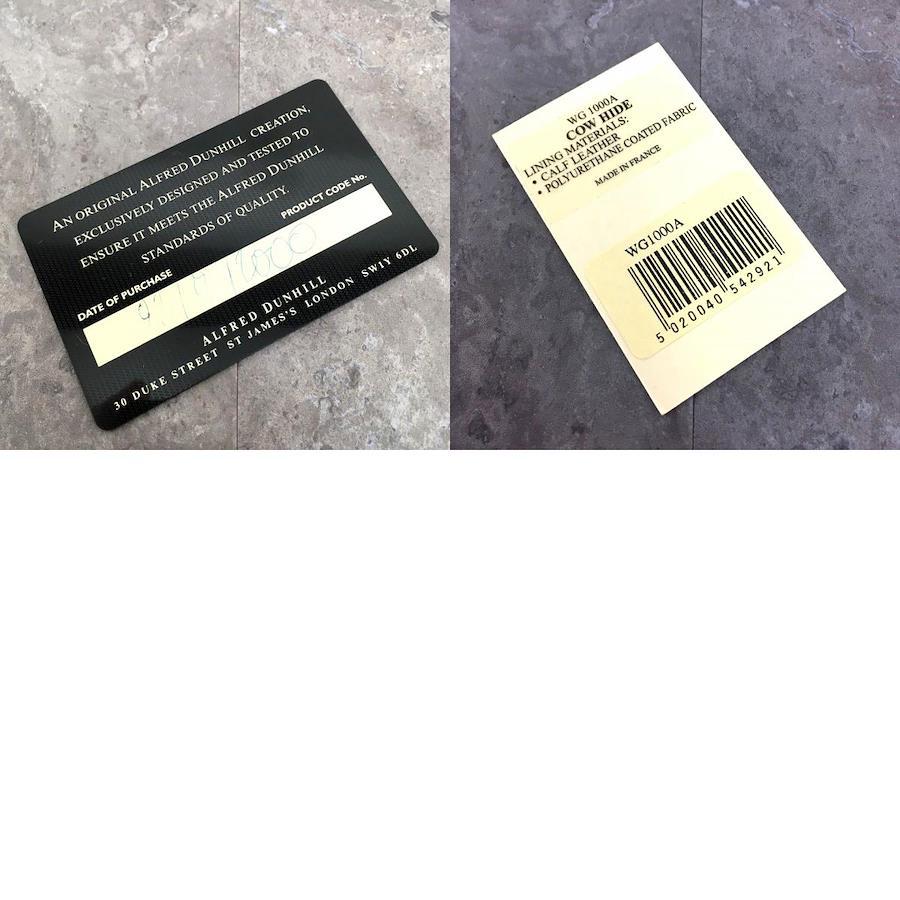 AN ORIGINAL ALFRED DUNHILL CREATION,
EXCLUSIVELY DESIGNED AND TESTED TO
ENSURE IT MEETS THE ALFRED DUNHILL
STANDARDS OF QUALITY.
PRODUCT CODE No.
DATE OF PURCHASE
ALFRED DUNHILL
30 DUKE STREET ST JAMES'S LONDON SW1Y 6DL
WG 1000A
COW HIDE
LINING MATERIALS:
• CALF LEATHER
• POLYURETHANE COATED FABRIC
MADE IN FRANCE
WG1000A
5 020040 542921